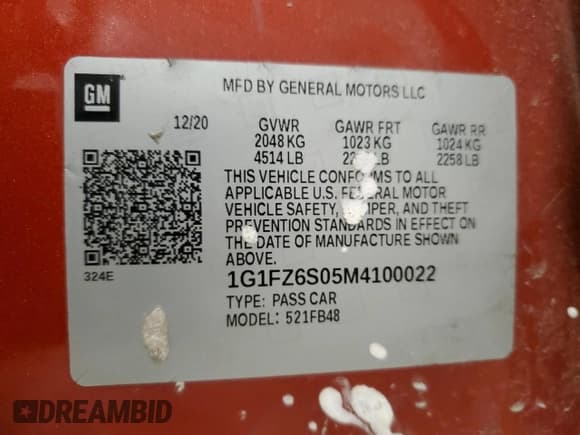 GM
MFD BY GENERAL MOTORS LLC
12/20 GVWR GAWR FRT GAWR RR
2048 KG 1023 KG 1024 KG
4514 LB LB 2258 LB
THIS VEHICLE CONFORMS TO ALL
APPLICABLE U.S. FEDERAL MOTOR
VEHICLE SAFETY, BUMPER, AND THEFT
PREVENTION STANDARDS IN EFFECT ON
THE DATE OF MANUFACTURE SHOWN
ABOVE.
324E
1G1FZ6S05M4100022
TYPE: PASS CAR
MODEL: 521FB48
DREAMBID